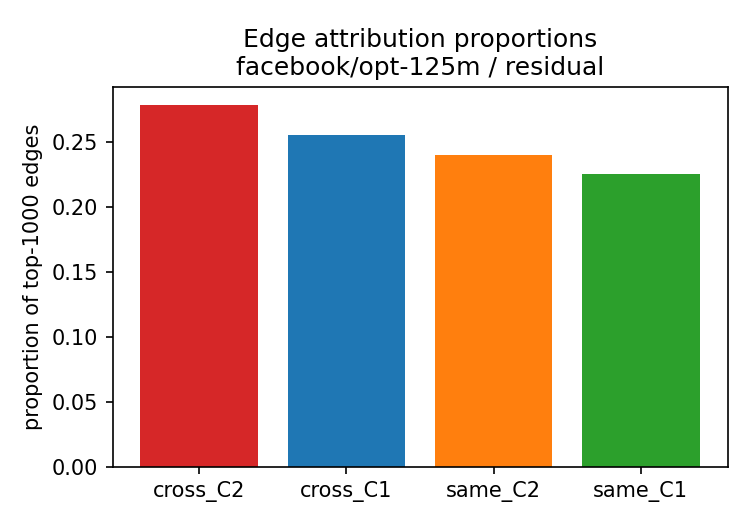 Edge attribution proportions
facebook/opt-125m / residual
proportion of top-1000 edges
0.25
0.20
0.15
0.10
0.05
0.00
cross_C2
cross_C1
same_C2
same_C1